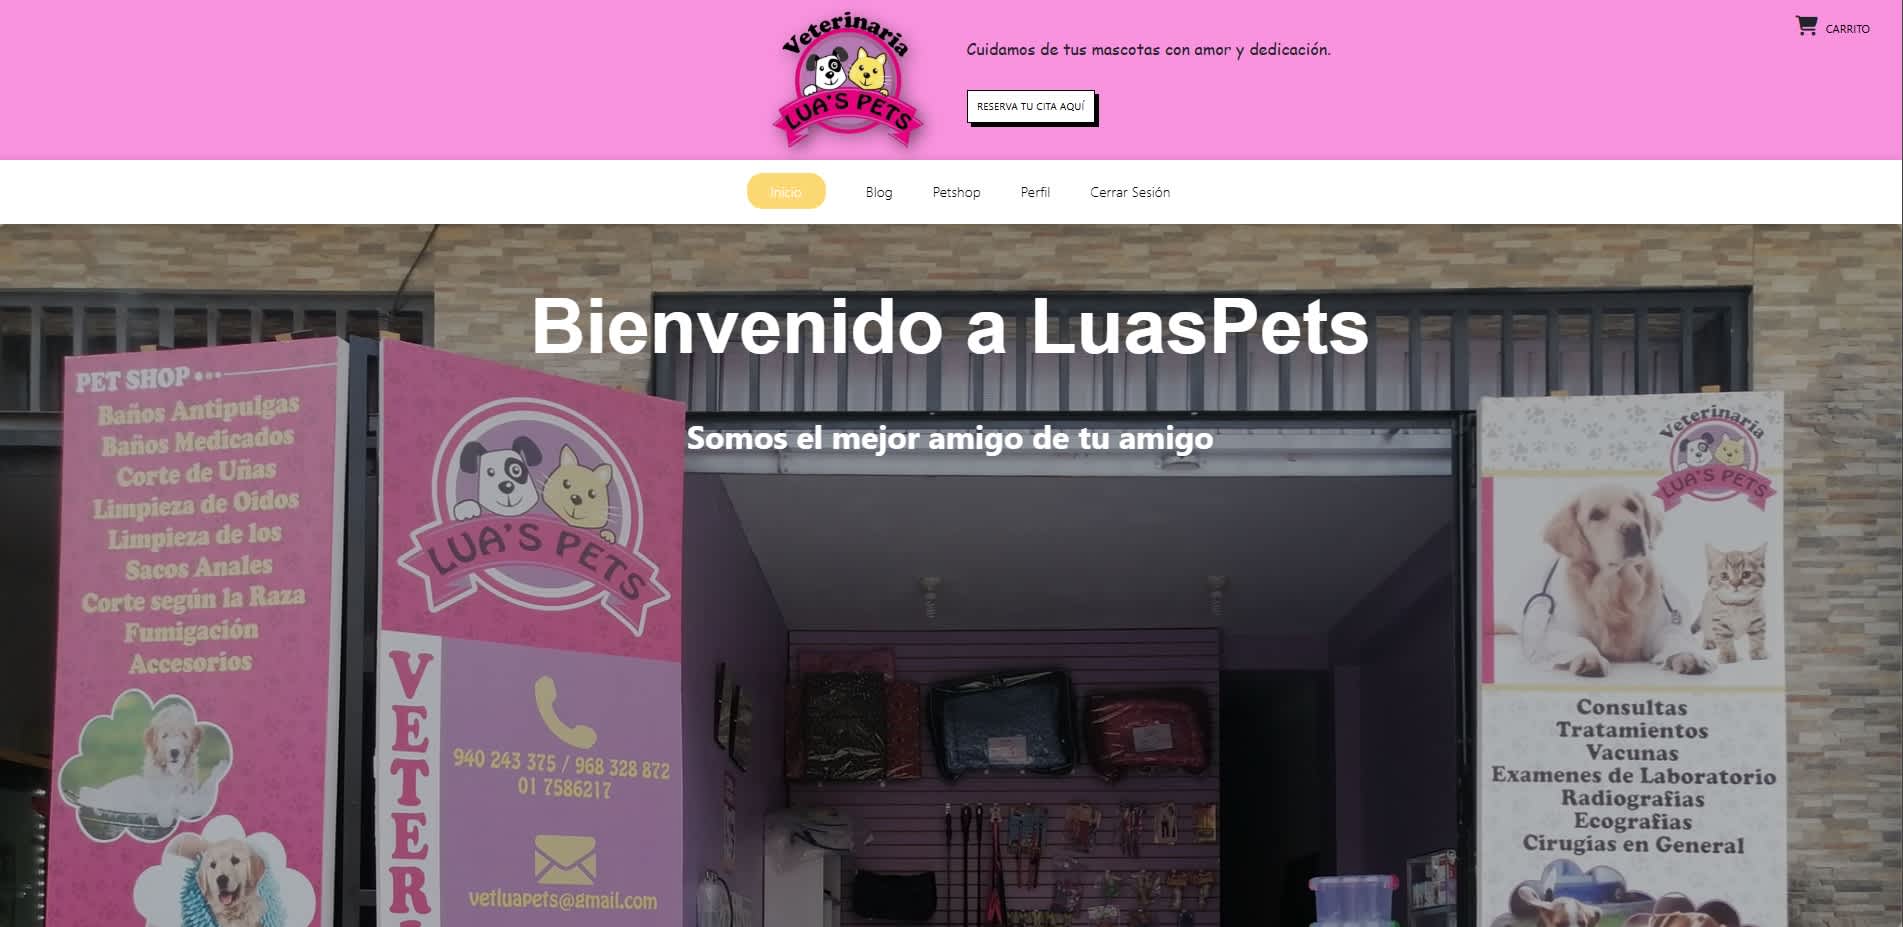 Veterinaria
LUA'S PETS
Cuidamos de tus mascotas con amor y dedicación.
RESERVA TU CITA AQUÍ
CARRITO
Inicio
Blog
Petshop
Perfil
Cerrar Sesión
Bienvenido a LuasPets
Somos el mejor amigo de tu amigo
PET SHOP...
Baños Antipulgas
Baños Medicados
Corte de Uñas
Limpieza de Oidos
Limpieza de los
Sacos Anales
Corte según la Raza
Fumigación
Accesorios
LUA'S PETS
VETER
940 243 375 / 968 328 872
01 7586217
vetluapets@gmail.com
Veterinaria
LUA'S PETS
Consultas
Tratamientos
Vacunas
Examenes de Laboratorio
Radiografias
Ecografias
Cirugias en General